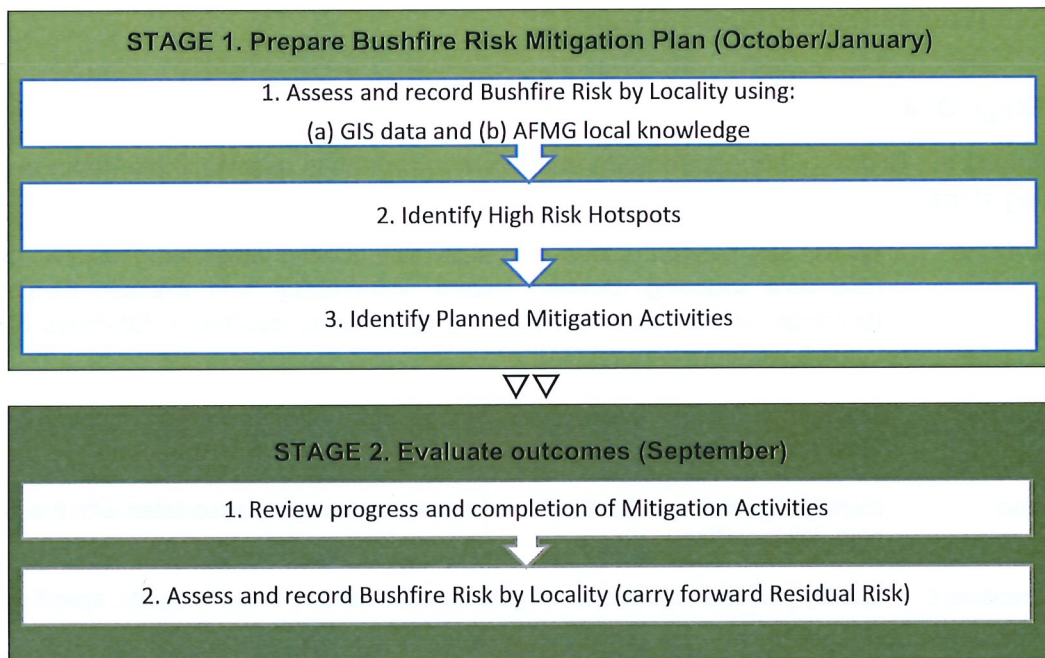 STAGE 1. Prepare Bushfire Risk Mitigation Plan (October/January)
1. Assess and record Bushfire Risk by Locality using:
(a) GIS data and (b) AFMG local knowledge
2. Identify High Risk Hotspots
3. Identify Planned Mitigation Activities
STAGE 2. Evaluate outcomes (September)
1. Review progress and completion of Mitigation Activities
2. Assess and record Bushfire Risk by Locality (carry forward Residual Risk)